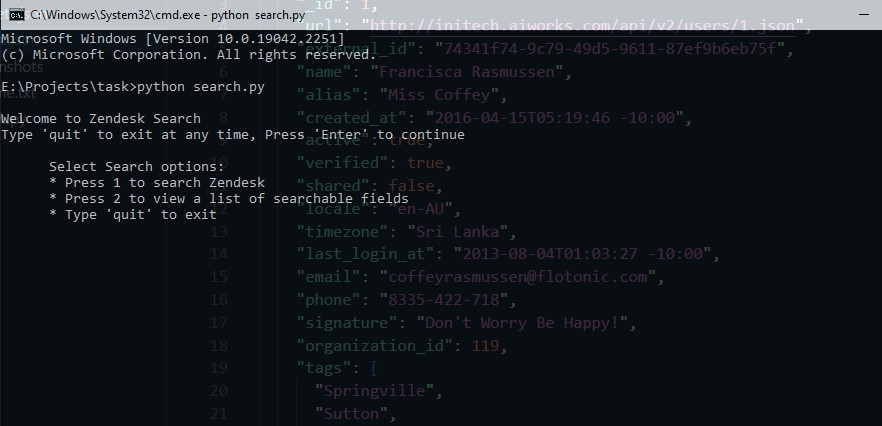 "_id": 1,
C:\Windows\System32\cmd.exe - python search.py
"url": "http://initech.aiworks.com/api/v2/users/1.json",
Microsoft Windows [Version 10.0.19042.2251]
"external_id": "74341f74-9c79-49d5-9611-87ef9b6eb75f",
(c) Microsoft Corporation. All rights reserved.
"name": "Francisca Rasmussen",
E:\Projects\task>python search.py
"alias": "Miss Coffey",
"created_at": "2016-04-15T05:19:46 -10:00",
Welcome to Zendesk Search
Type 'quit' to exit at any time, Press 'Enter' to continue
"active": true,
"verified": true,
Select Search options:
* Press 1 to search Zendesk
"shared": false,
* Press 2 to view a list of searchable fields
"locale": "en-AU",
* Type 'quit' to exit
13 "timezone": "Sri Lanka",
14 "last_login_at": "2013-08-04T01:03:27 -10:00",
15 "email": "coffeyrasmussen@flotonic.com",
16 "phone": "8335-422-718",
17 "signature": "Don't Worry Be Happy!",
18 "organization_id": 119,
19 "tags": [
20 "Springville",
21 "Sutton",